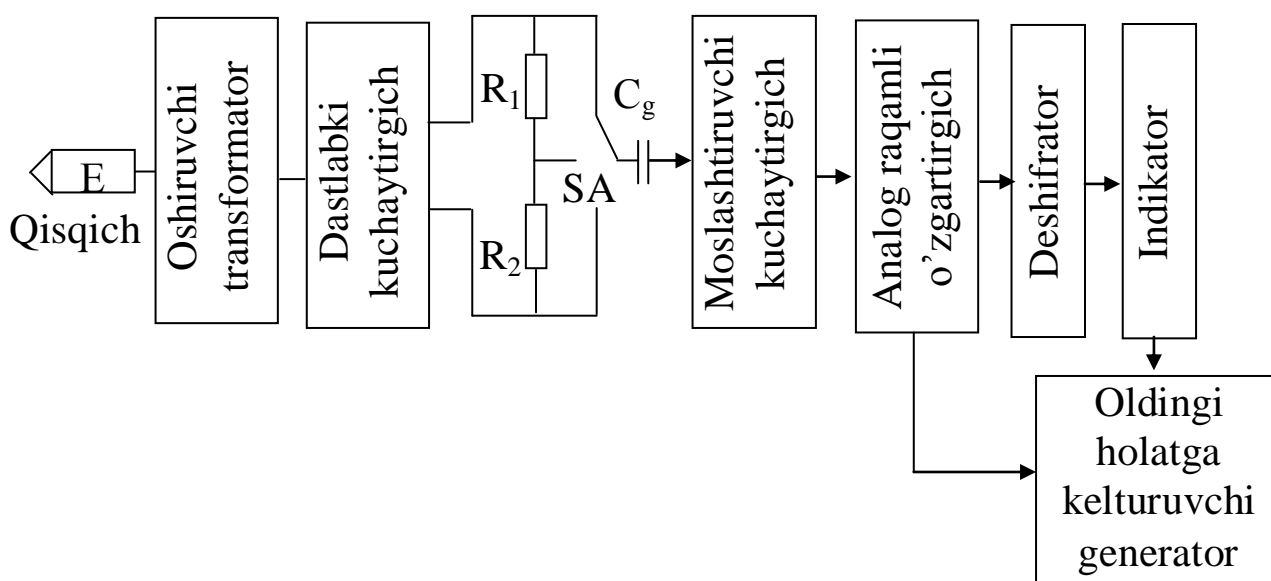 E
Qisqich
Oshiruvchi
transformator
Dastlabki
kuchaytirgich
R₁
R₂
SA
C_g
Moslashtiruvchi
kuchaytirgich
Analog raqamli
o’zgartirgich
Deshifrator
Indikator
Oldingi
holatga
kelturuvchi
generator